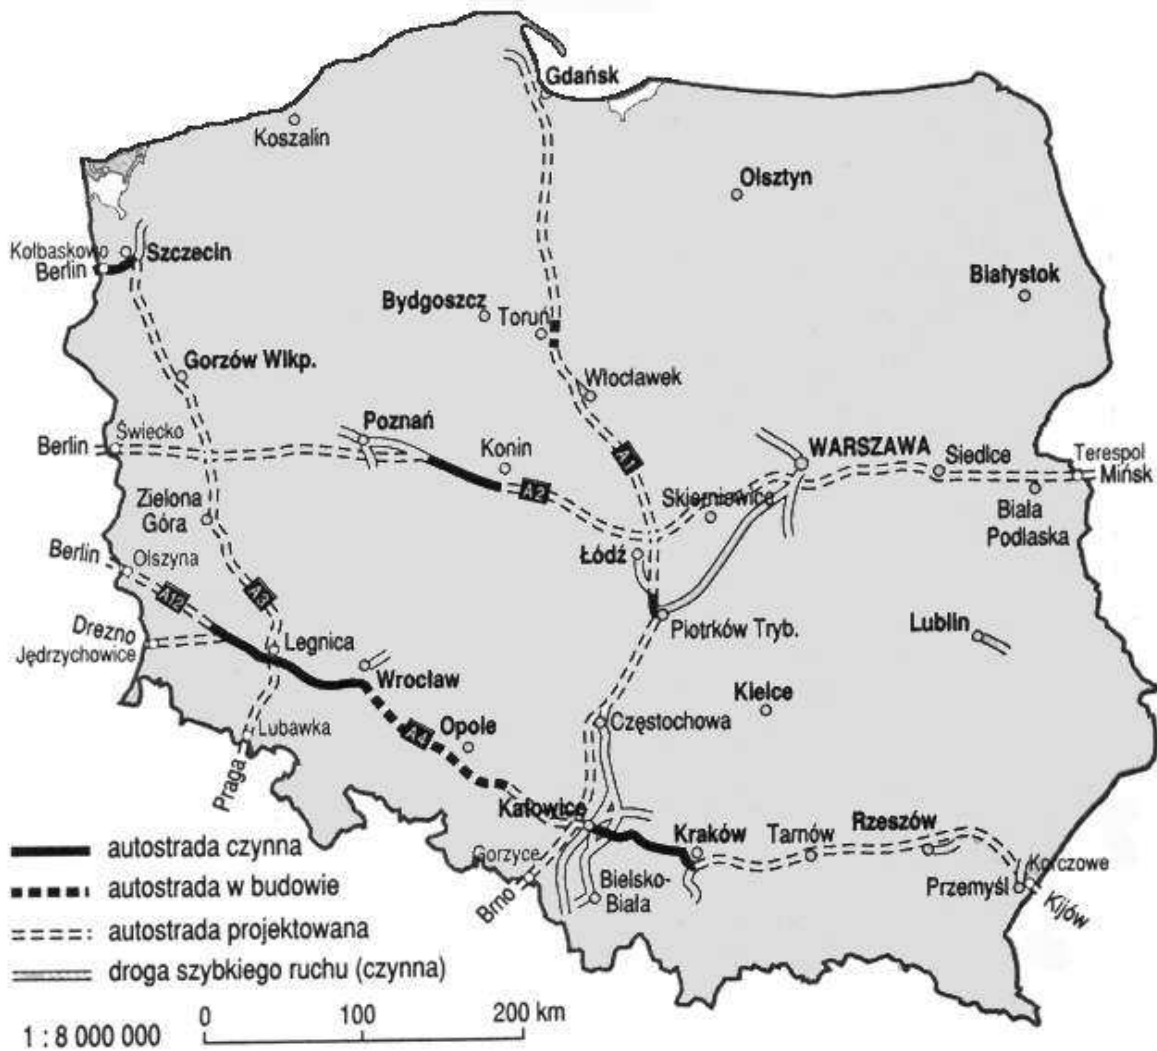 Gdańsk
Koszalin
Olsztyn
Kołbaskowo
Szczecin
Berlin
Białystok
Bydgoszcz
Toruń
Gorzów Wlkp.
Włocławek
Poznań
Świecko
Berlin
Konin
A1
WARSZAWA
Siedlce
Terespol
Mińsk
A2
Skierniewice
Zielona
Góra
Biała
Podlaska
Berlin
Olszyna
Łódź
A12
A3
Drezno
Jędrzychowice
Legnica
Piotrków Tryb.
Lublin
Wrocław
Kielce
Opole
Częstochowa
A4
Lubawka
Praga
Katowice
Kraków
Tarnów
Rzeszów
Gorzyce
Brno
Bielsko-
Biała
Korczowe
Przemyśl
Kijów
autostrada czynna
autostrada w budowie
autostrada projektowana
droga szybkiego ruchu (czynna)
0 100 200 km
1 : 8 000 000